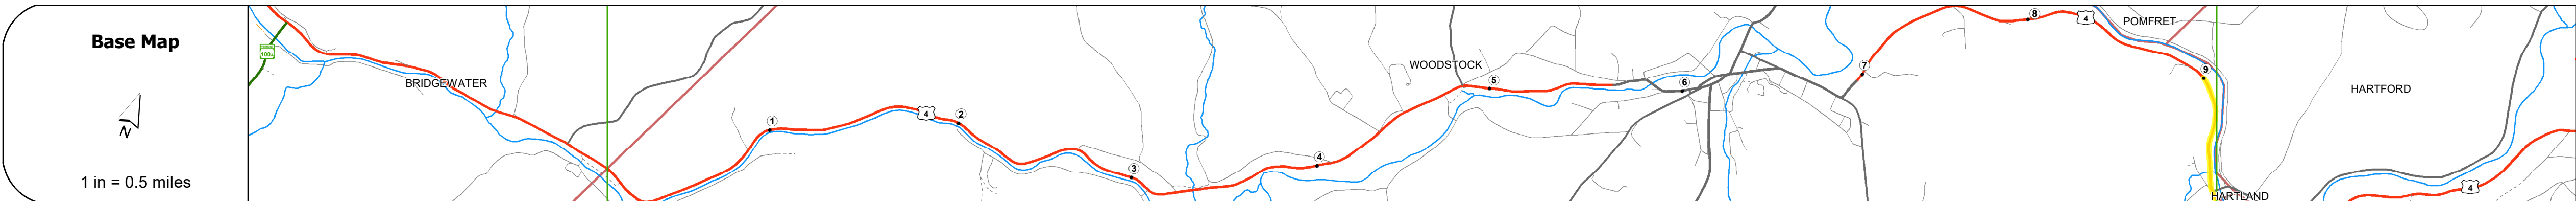 Base Map
N
1 in = 0.5 miles
100A
BRIDGEWATER
1
4
2
3
4
WOODSTOCK
5
6
7
8
4
POMFRET
9
HARTFORD
HARTLAND
4